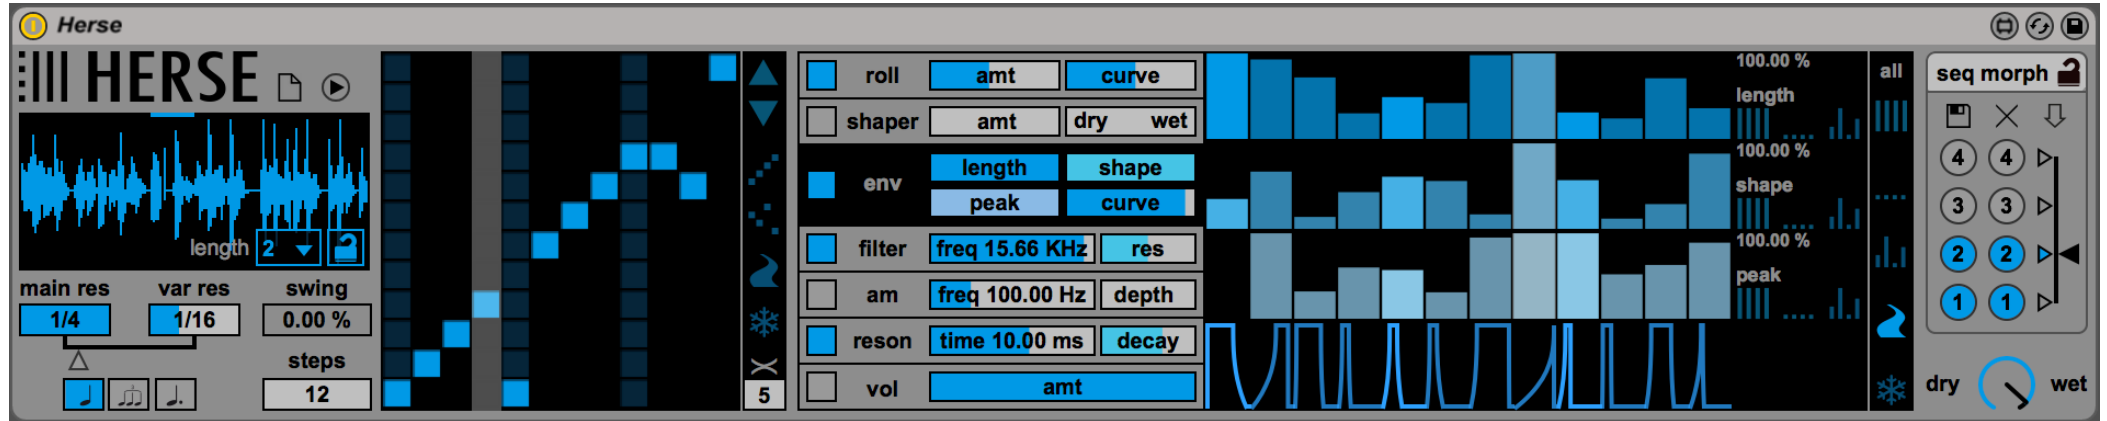 Herse
HERSE
length 2
main res var res swing
1/4 1/16 0.00 %
steps
12
5
roll amt curve
shaper amt dry wet
env length shape
peak curve
filter freq 15.66 KHz res
am freq 100.00 Hz depth
reson time 10.00 ms decay
vol amt
100.00 %
length
100.00 %
shape
100.00 %
peak
all
seq morph
4 4
3 3
2 2
1 1
dry wet